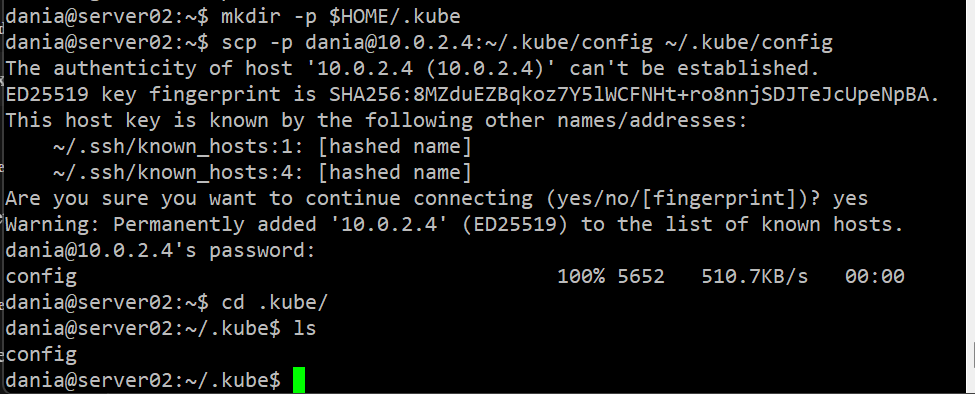 dania@server02:~$ mkdir -p $HOME/.kube
dania@server02:~$ scp -p dania@10.0.2.4:~/.kube/config ~/.kube/config
The authenticity of host '10.0.2.4 (10.0.2.4)' can't be established.
ED25519 key fingerprint is SHA256:8MZduEZBqkoz7Y5lWCFNHt+ro8nnjSDJTeJcUpeNpBA.
This host key is known by the following other names/addresses:
    ~/.ssh/known_hosts:1: [hashed name]
    ~/.ssh/known_hosts:4: [hashed name]
Are you sure you want to continue connecting (yes/no/[fingerprint])? yes
Warning: Permanently added '10.0.2.4' (ED25519) to the list of known hosts.
dania@10.0.2.4's password:
config                                        100% 5652   510.7KB/s   00:00
dania@server02:~$ cd .kube/
dania@server02:~/.kube$ ls
config
dania@server02:~/.kube$